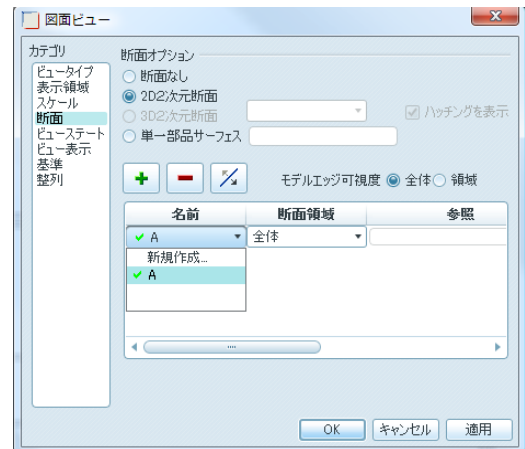 図面ビュー
カテゴリ
ビュータイプ
表示領域
スケール
断面
ビューステート
ビュー表示
基準
整列
断面オプション
断面なし
2D2次元断面
3D2次元断面
ハッチングを表示
単一部品サーフェス
モデルエッジ可視度 全体 領域
名前 断面領域 参照
A 全体
新規作成...
A
OK キャンセル 適用